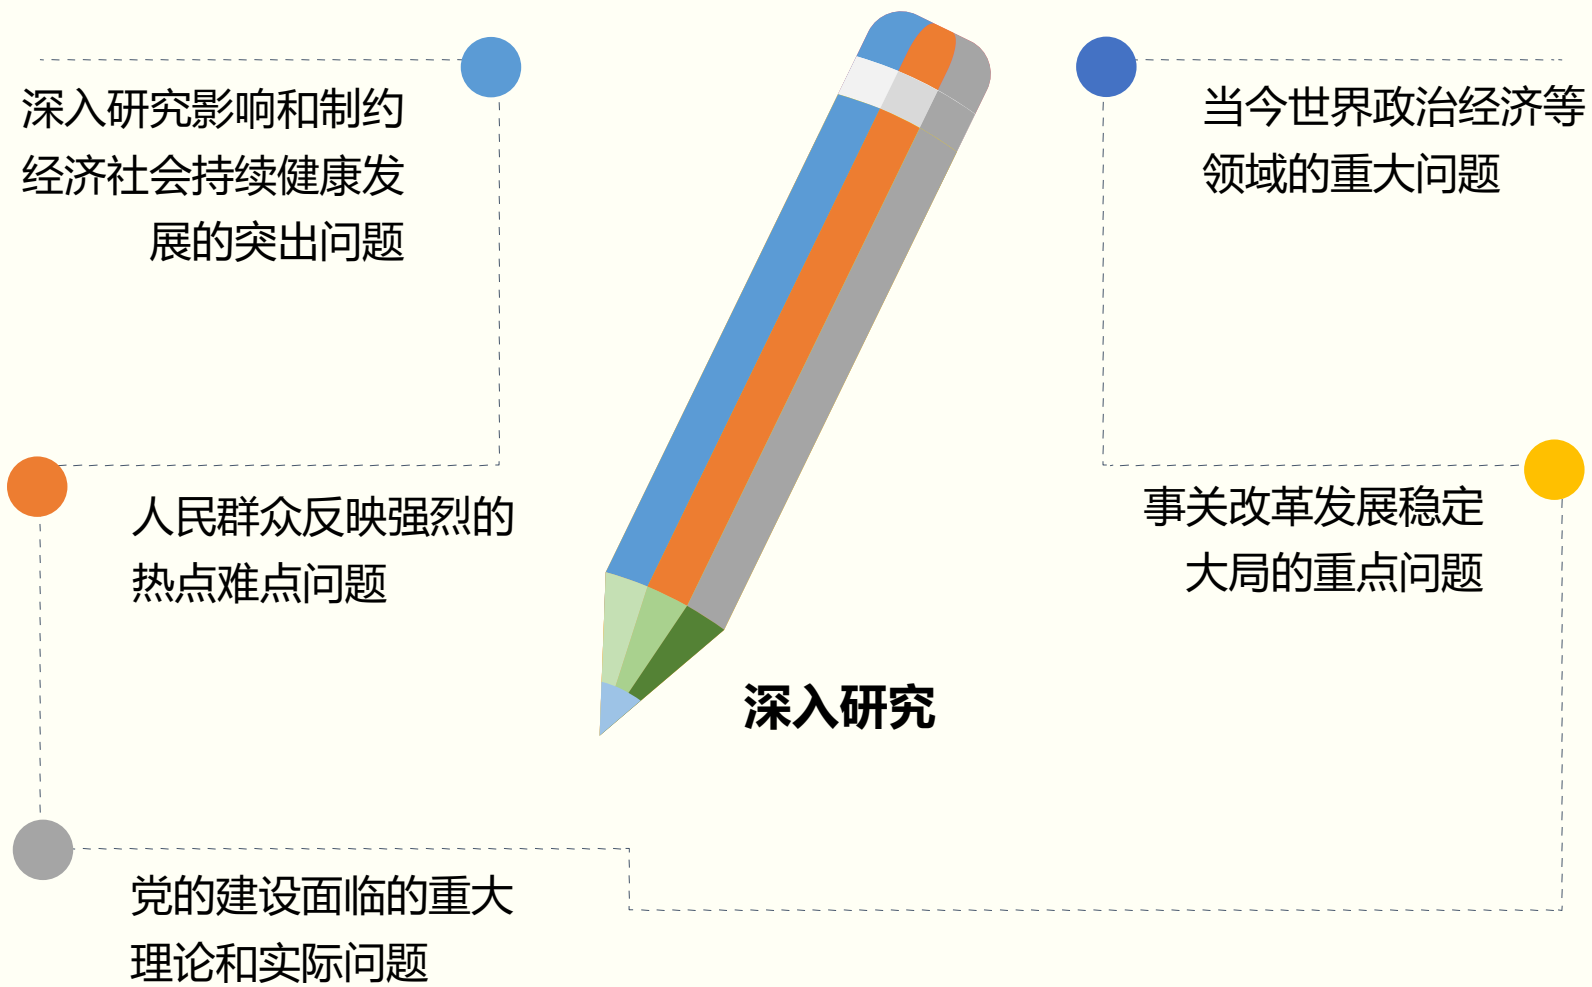 深入研究影响和制约
经济社会持续健康发
展的突出问题
人民群众反映强烈的
热点难点问题
党的建设面临的重大
理论和实际问题
当今世界政治经济等
领域的重大问题
事关改革发展稳定
大局的重点问题
深入研究